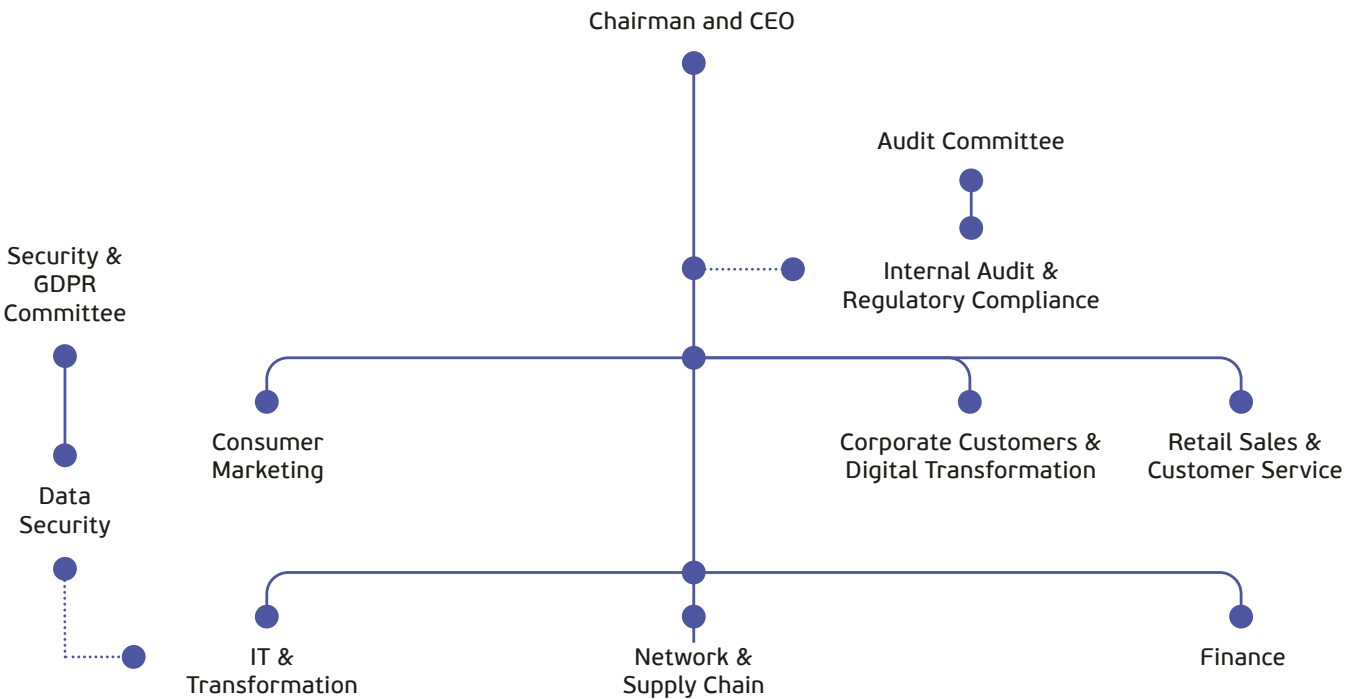 Chairman and CEO
Audit Committee
Security &
GDPR
Committee
Internal Audit &
Regulatory Compliance
Consumer
Marketing
Corporate Customers &
Digital Transformation
Retail Sales &
Customer Service
Data
Security
IT &
Transformation
Network &
Supply Chain
Finance